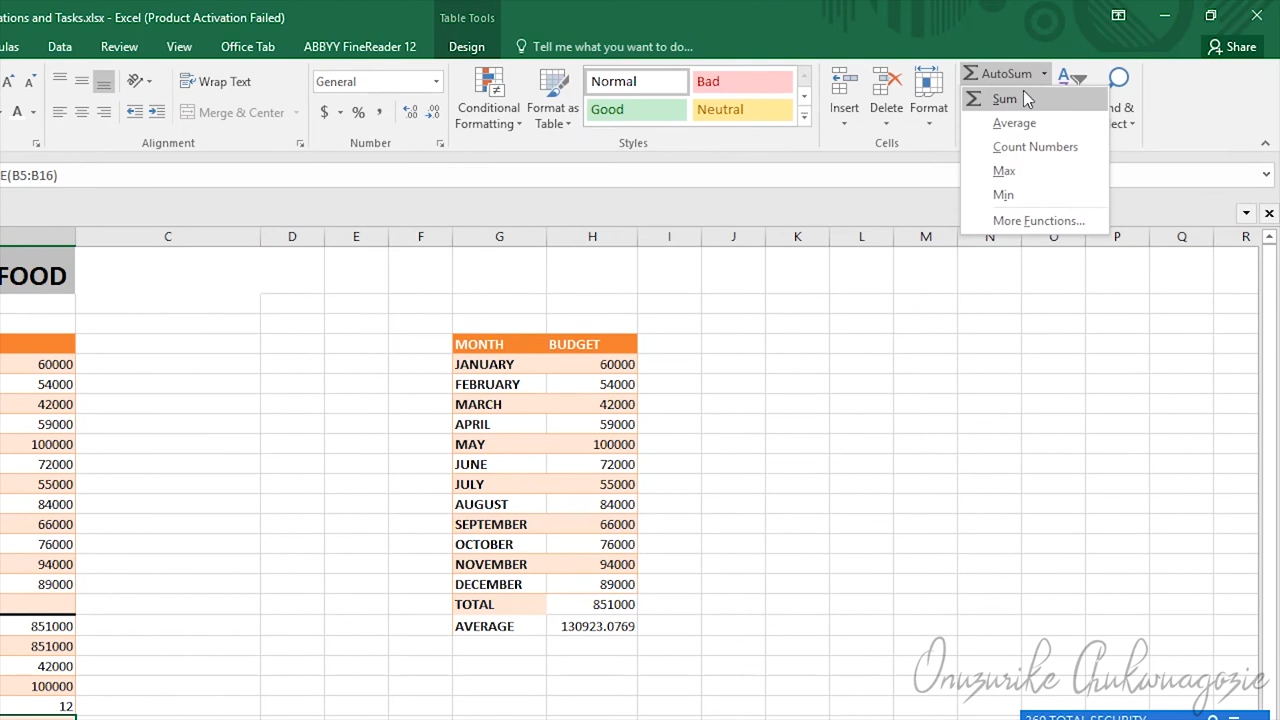 ations and Tasks.xlsx - Excel (Product Activation Failed)
Table Tools
ulas Data Review View Office Tab ABBYY FineReader 12 Design Tell me what you want to do... Share
Wrap Text
Merge & Center
Alignment
General
$ % ,
Number
Conditional Formatting
Format as Table
Normal Bad
Good Neutral
Styles
Insert Delete Format
Cells
AutoSum
Sum
Average
Count Numbers
Max
Min
More Functions...
d &
ect
E(B5:B16)
C D E F G H I J K L M N O P Q R
FOOD
MONTH BUDGET
60000 JANUARY 60000
54000 FEBRUARY 54000
42000 MARCH 42000
59000 APRIL 59000
100000 MAY 100000
72000 JUNE 72000
55000 JULY 55000
84000 AUGUST 84000
66000 SEPTEMBER 66000
76000 OCTOBER 76000
94000 NOVEMBER 94000
89000 DECEMBER 89000
TOTAL 851000
851000 AVERAGE 130923.0769
851000
42000
100000
12
Onuzurike Chukwuagozie
360 TOTAL SECURITY